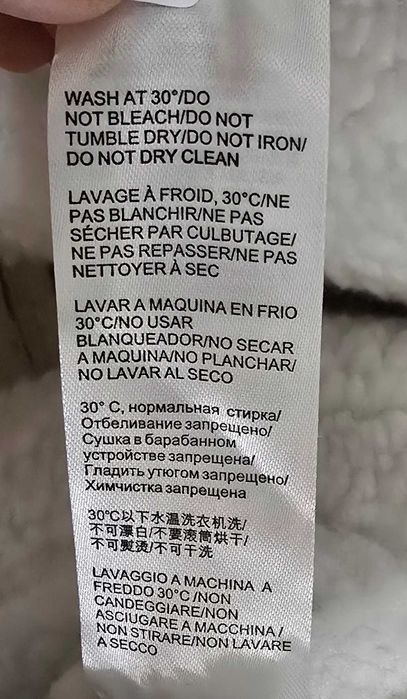 WASH AT 30°/DO
NOT BLEACH/DO NOT
TUMBLE DRY/DO NOT IRON/
DO NOT DRY CLEAN
LAVAGE À FROID, 30°C/NE
PAS BLANCHIR/NE PAS
SÉCHER PAR CULBUTAGE/
NE PAS REPASSER/NE PAS
NETTOYER À SEC
LAVAR A MAQUINA EN FRIO
30°C/NO USAR
BLANQUEADOR/NO SECAR
A MAQUINA/NO PLANCHAR/
NO LAVAR AL SECO
30° C, нормальная стирка/
Отбеливание запрещено/
Сушка в барабанном
устройстве запрещена/
Гладить утюгом запрещено/
Химчистка запрещена
30°C以下水温洗衣机洗/
不可漂白/不要滚筒烘干/
不可熨烫/不可干洗
LAVAGGIO A MACHINA A
FREDDO 30°C /NON
CANDEGGIARE/NON
ASCIUGARE A MACCHINA /
NON STIRARE/NON LAVARE
A SECCO